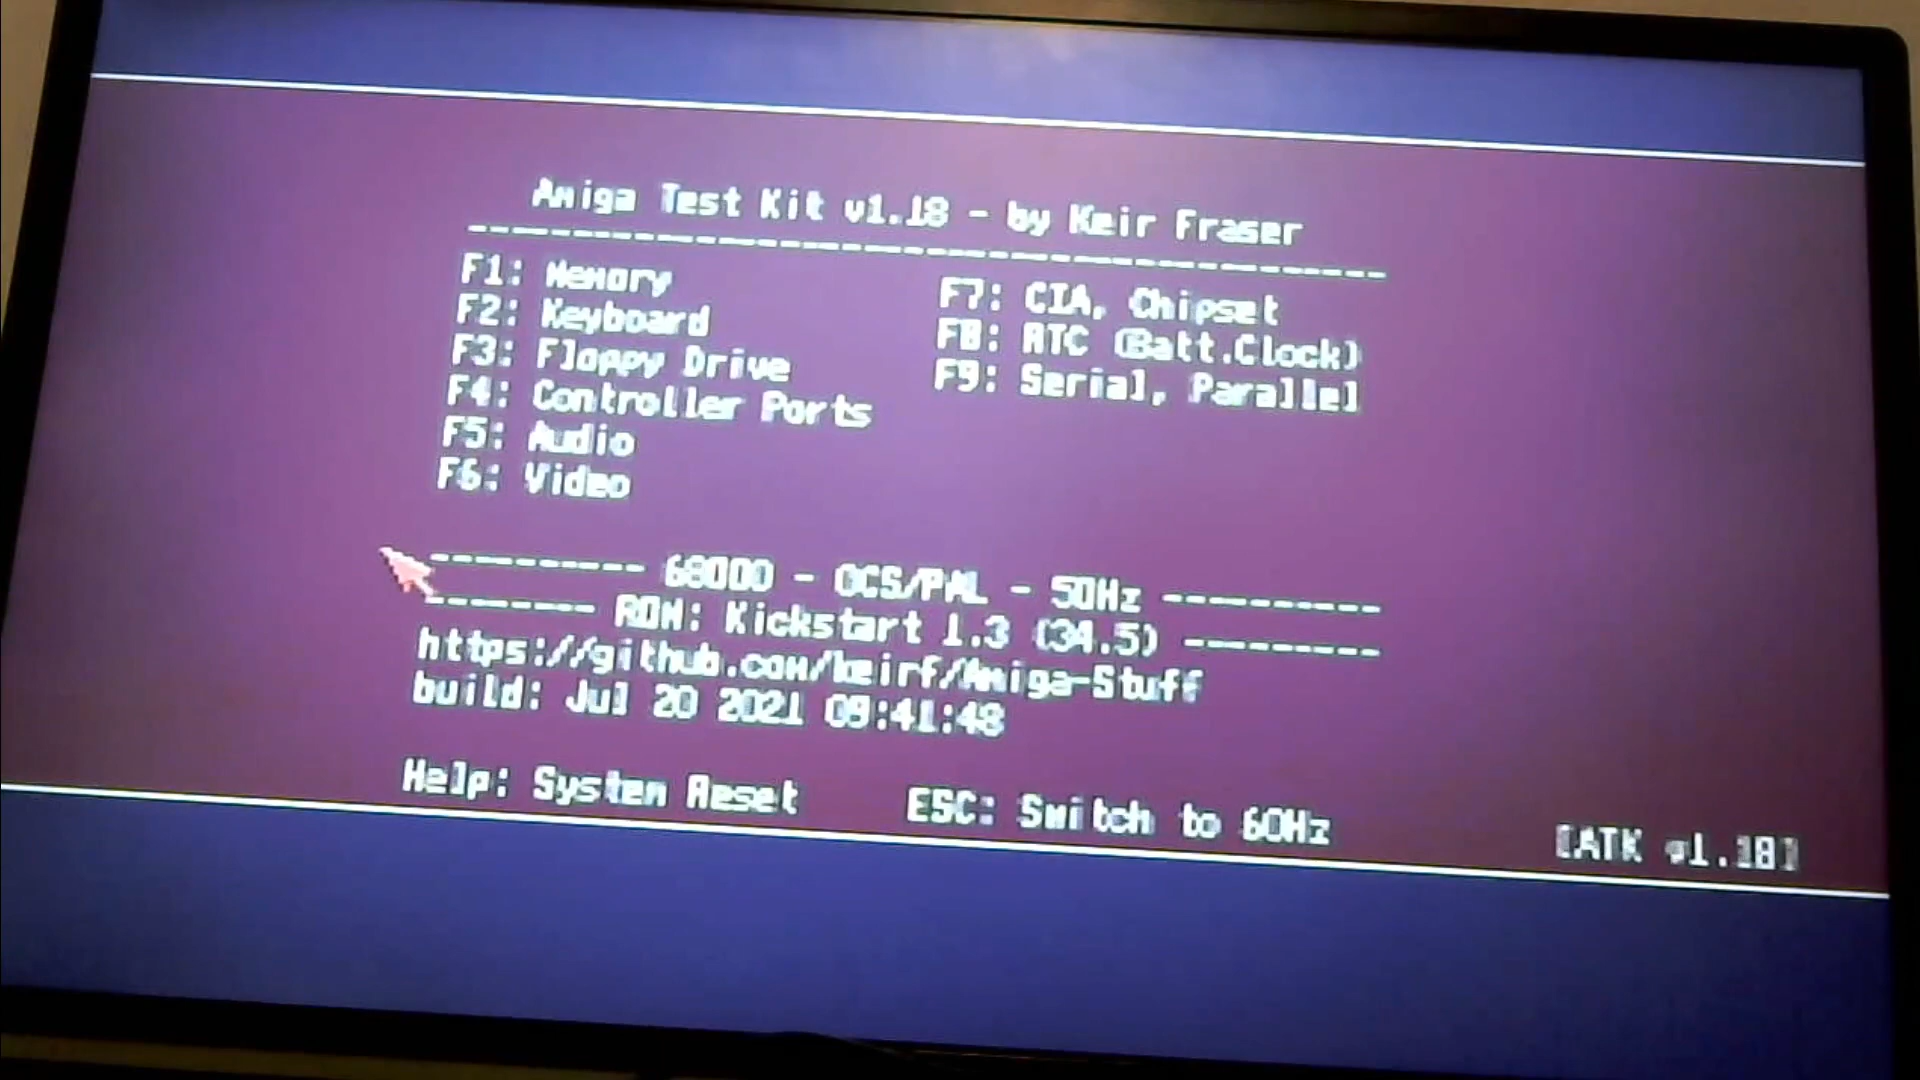 Amiga Test Kit v1.18 - by Keir Fraser
------------------------------------------
F1: Memory
F2: Keyboard
F3: Floppy Drive
F4: Controller Ports
F5: Audio
F6: Video
F7: CIA, Chipset
F8: RTC (Batt.Clock)
F9: Serial, Parallel
---------- 68000 - OCS/PAL - 50Hz ----------
-------- ROM: Kickstart 1.3 (34.5) ---------
https://github.com/keirf/Amiga-Stuff
build: Jul 20 2021 09:41:48
Help: System Reset ESC: Switch to 60Hz
[ATK v1.18]